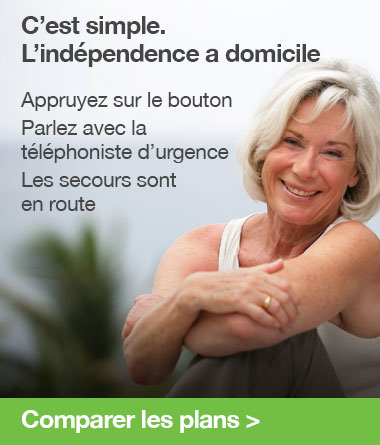 C’est simple.
L’indépendence a domicile
Appruyez sur le bouton
Parlez avec la
téléphoniste d’urgence
Les secours sont
en route
Comparer les plans >